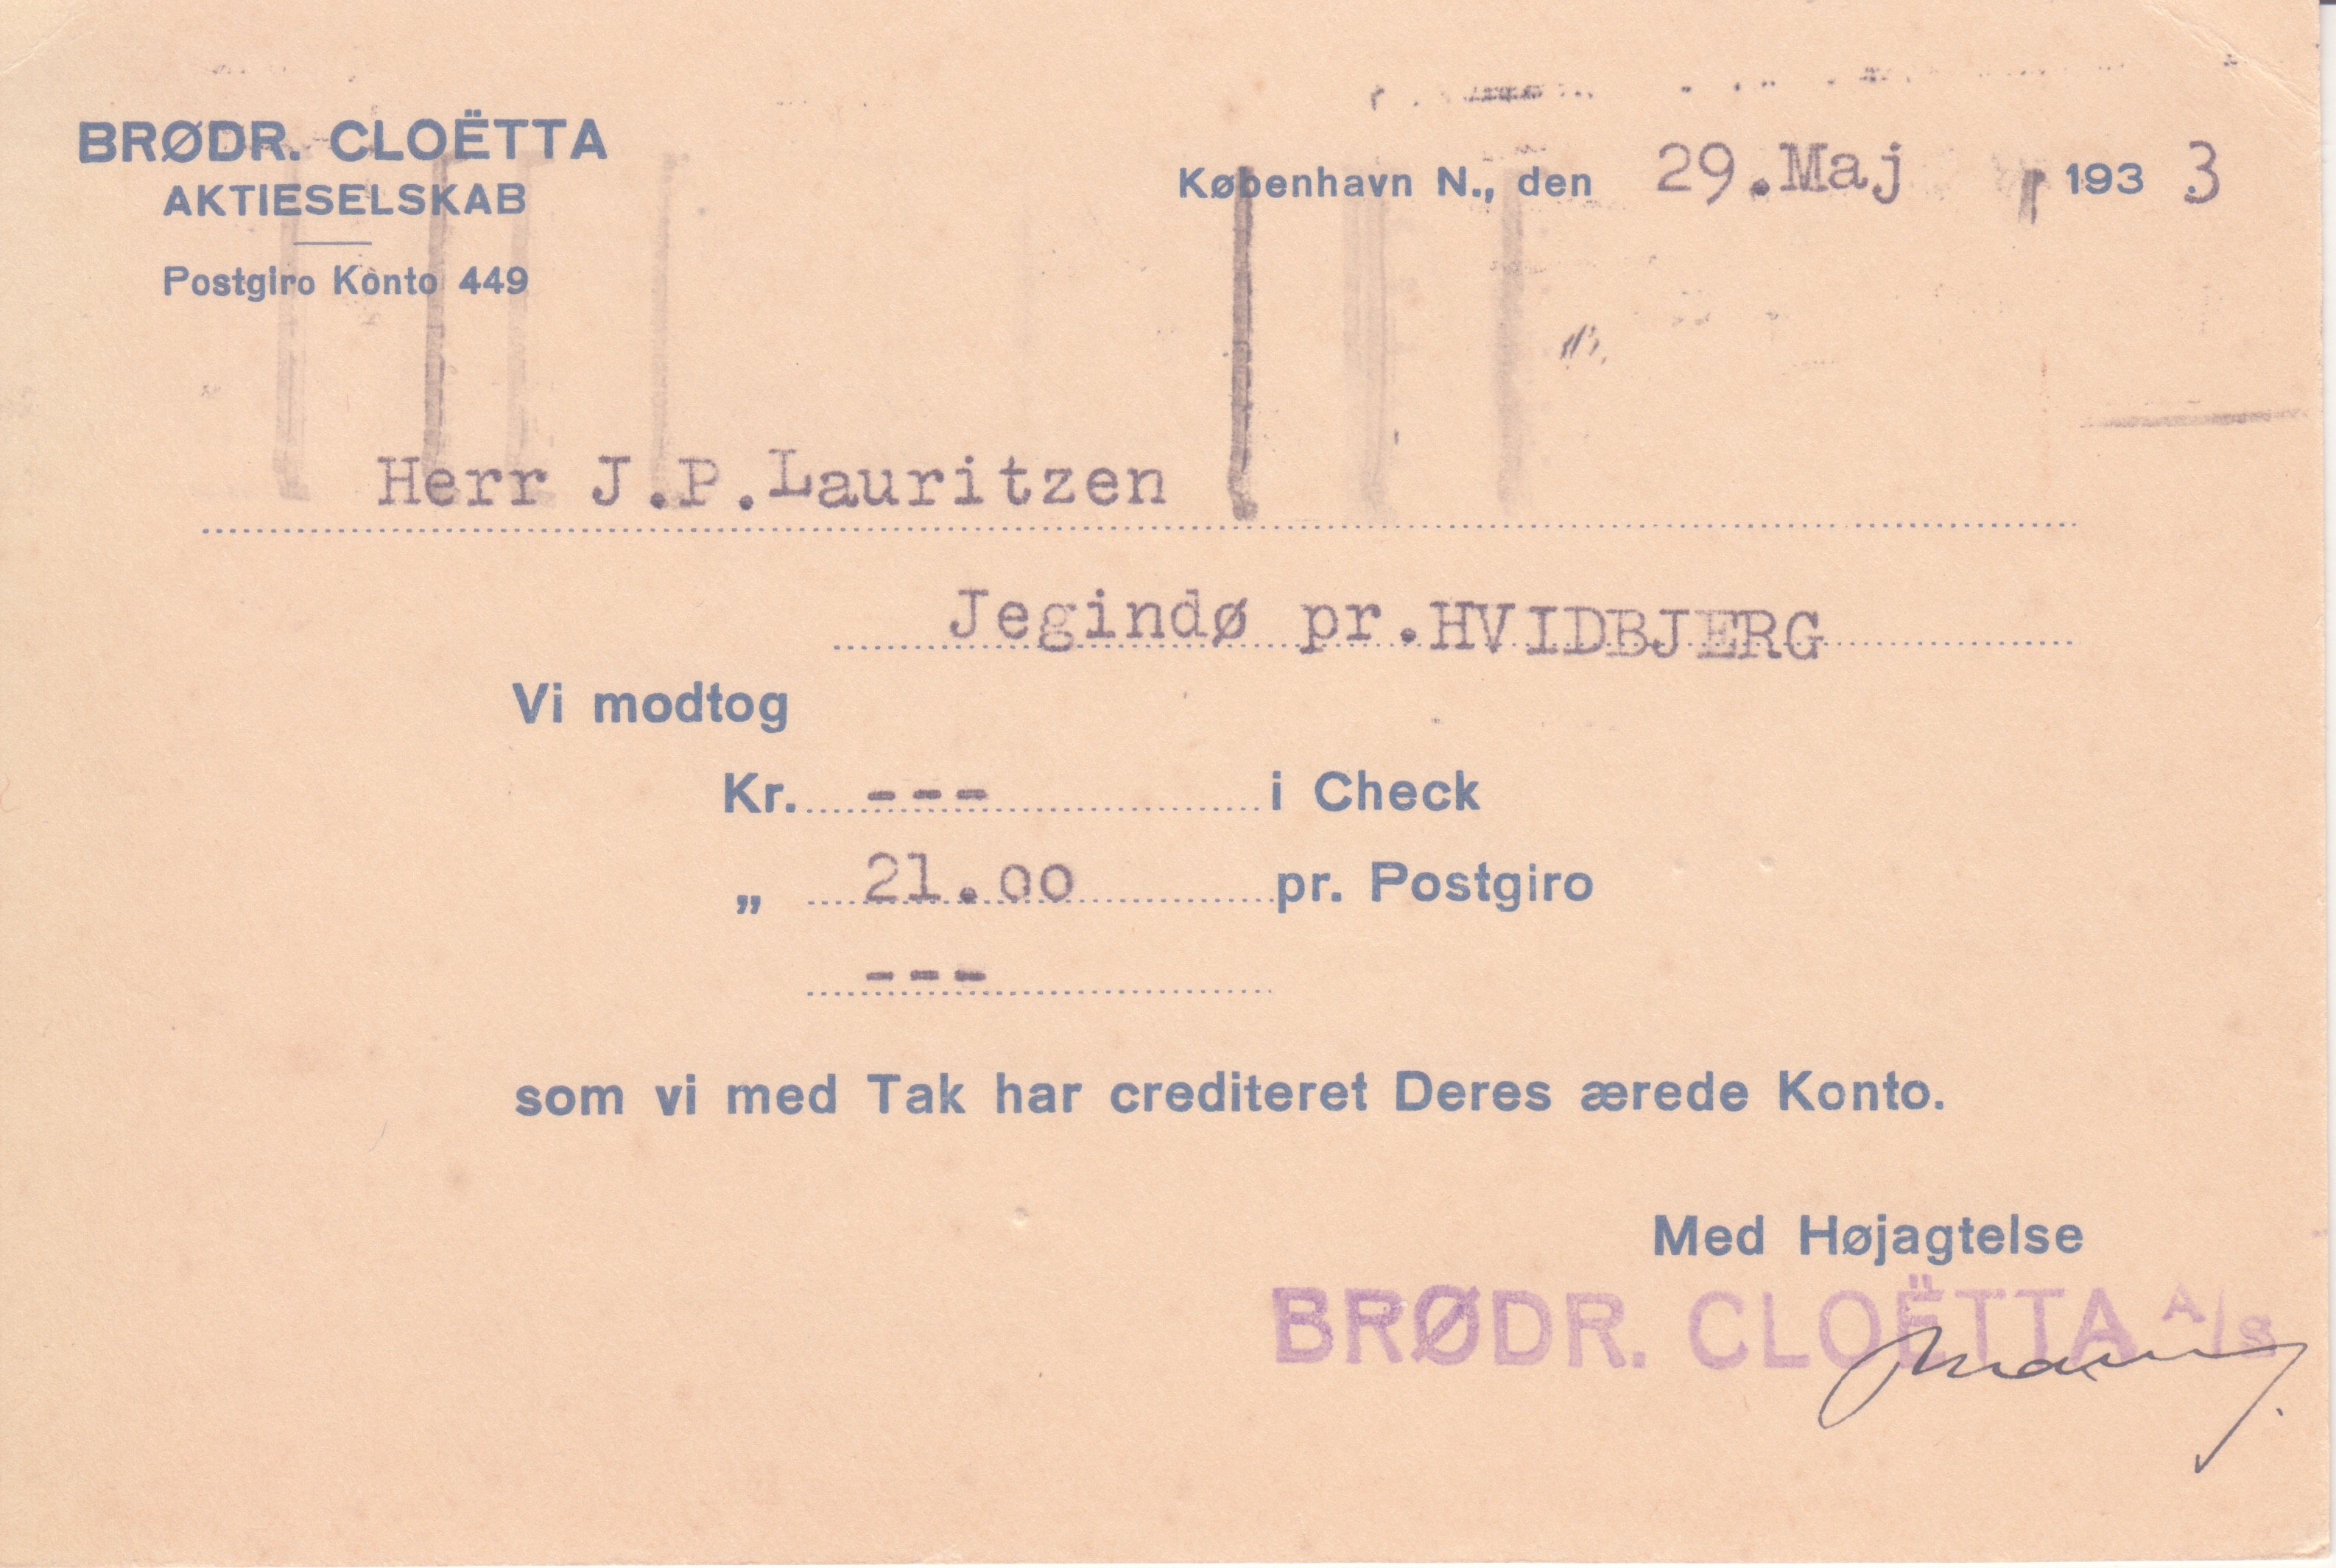 BRØDR. CLOËTTA
AKTIESELSKAB
Postgiro Konto 449
København N., den 29.Maj 1933
Herr J.P.Lauritzen
Jegindø pr.HVIDBJERG
Vi modtog
Kr. --- i Check
„ 21.00 pr. Postgiro
---
som vi med Tak har crediteret Deres ærede Konto.
Med Højagtelse
BRØDR. CLOËTTA A/S